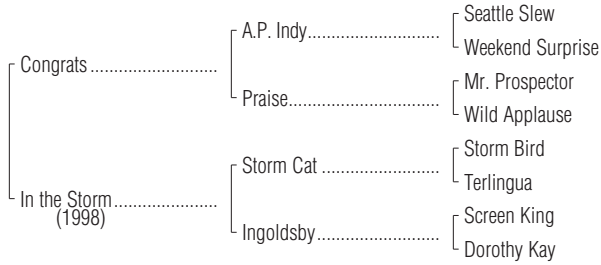 Seattle Slew
A.P. Indy
Weekend Surprise
Congrats
Mr. Prospector
Praise
Wild Applause
Storm Bird
Storm Cat
Terlingua
In the Storm
(1998)
Screen King
Ingoldsby
Dorothy Kay